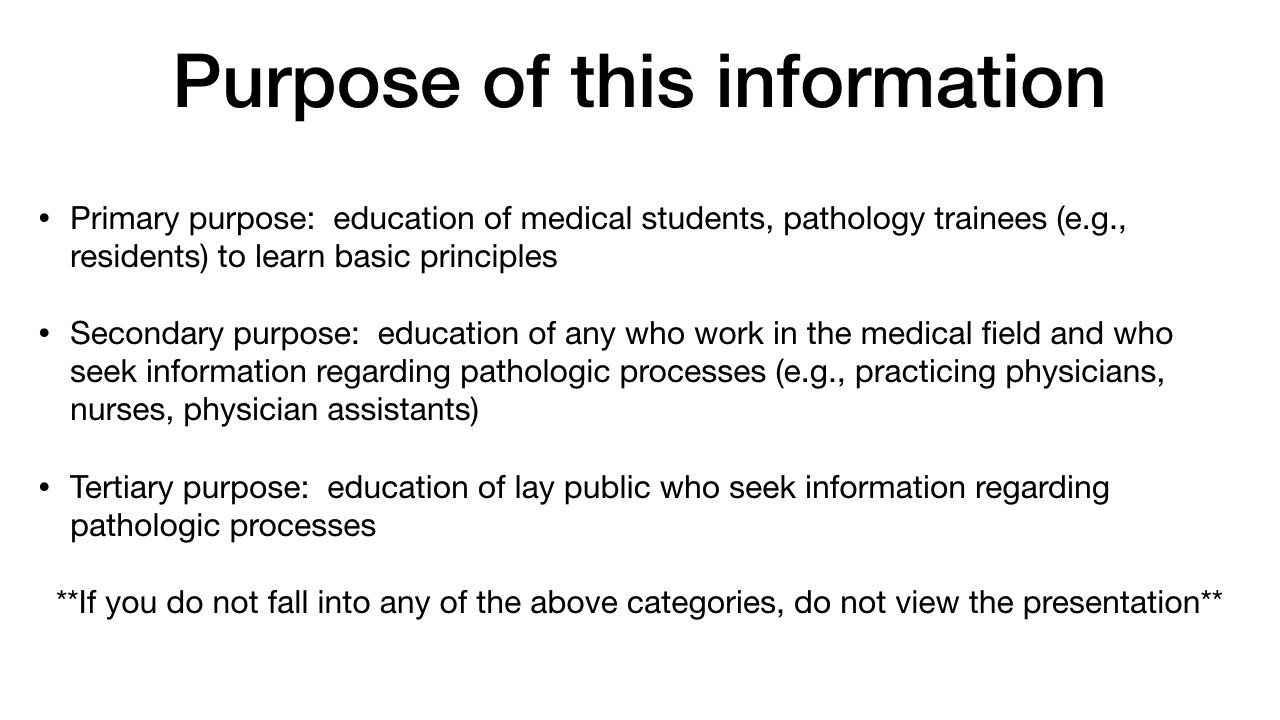 Purpose of this information
• Primary purpose:  education of medical students, pathology trainees (e.g.,
residents) to learn basic principles
• Secondary purpose:  education of any who work in the medical field and who
seek information regarding pathologic processes (e.g., practicing physicians,
nurses, physician assistants)
• Tertiary purpose:  education of lay public who seek information regarding
pathologic processes
**If you do not fall into any of the above categories, do not view the presentation**